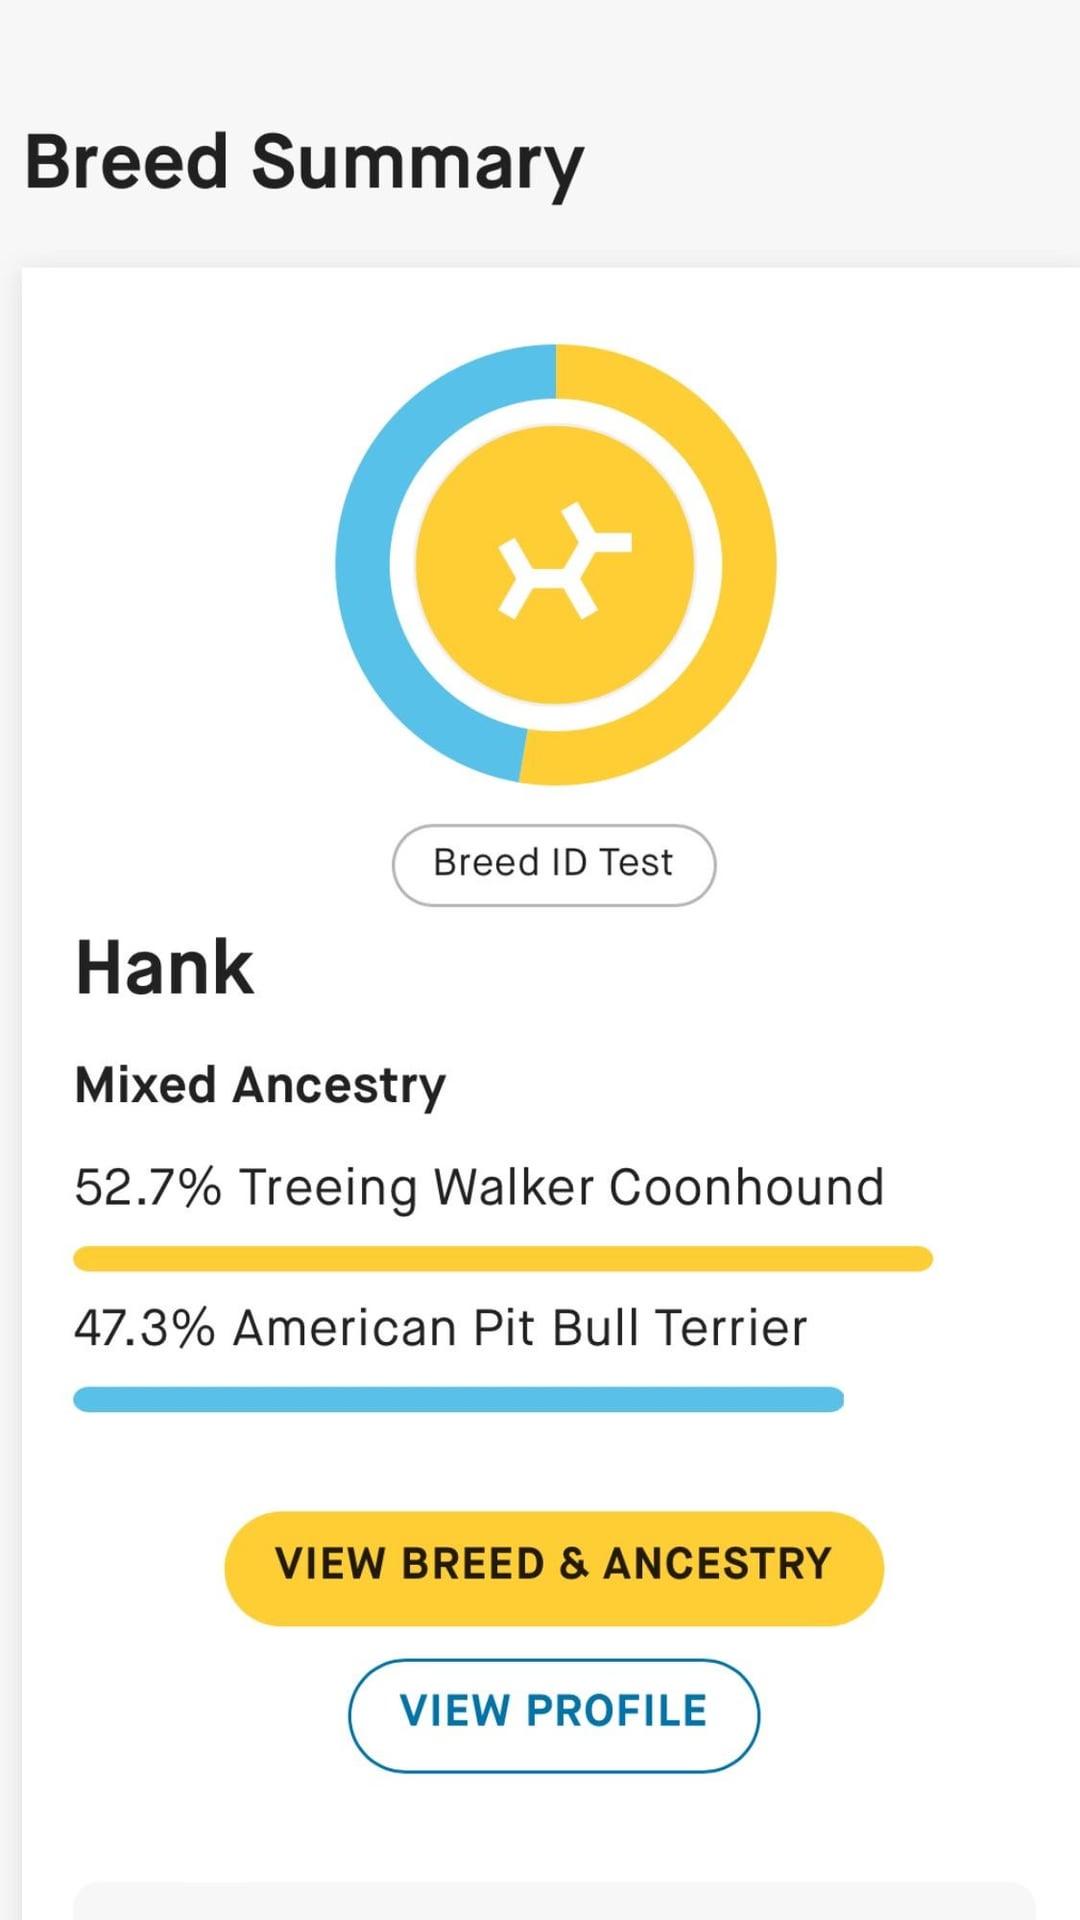 Breed Summary
Breed ID Test
Hank
Mixed Ancestry
52.7% Treeing Walker Coonhound
47.3% American Pit Bull Terrier
VIEW BREED & ANCESTRY
VIEW PROFILE